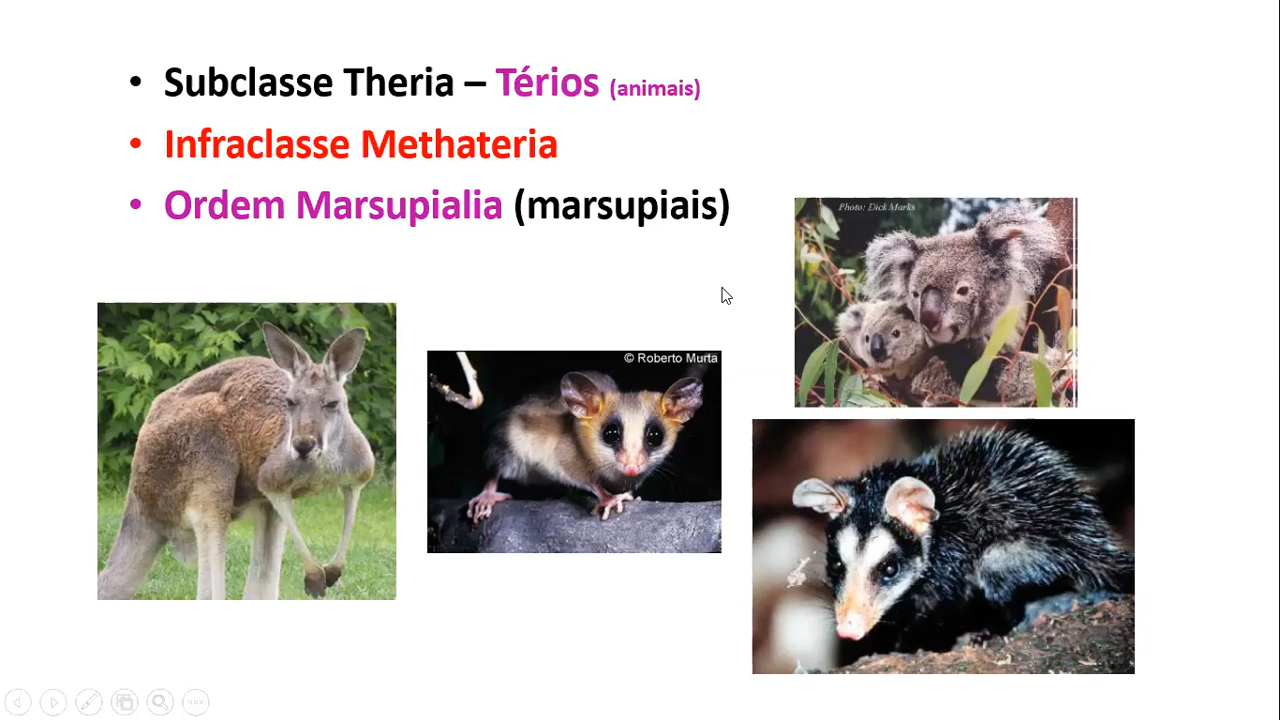 • Subclasse Theria – Térios (animais)
• Infraclasse Methateria
• Ordem Marsupialia (marsupiais)
Photo: Dick Marks
© Roberto Murta